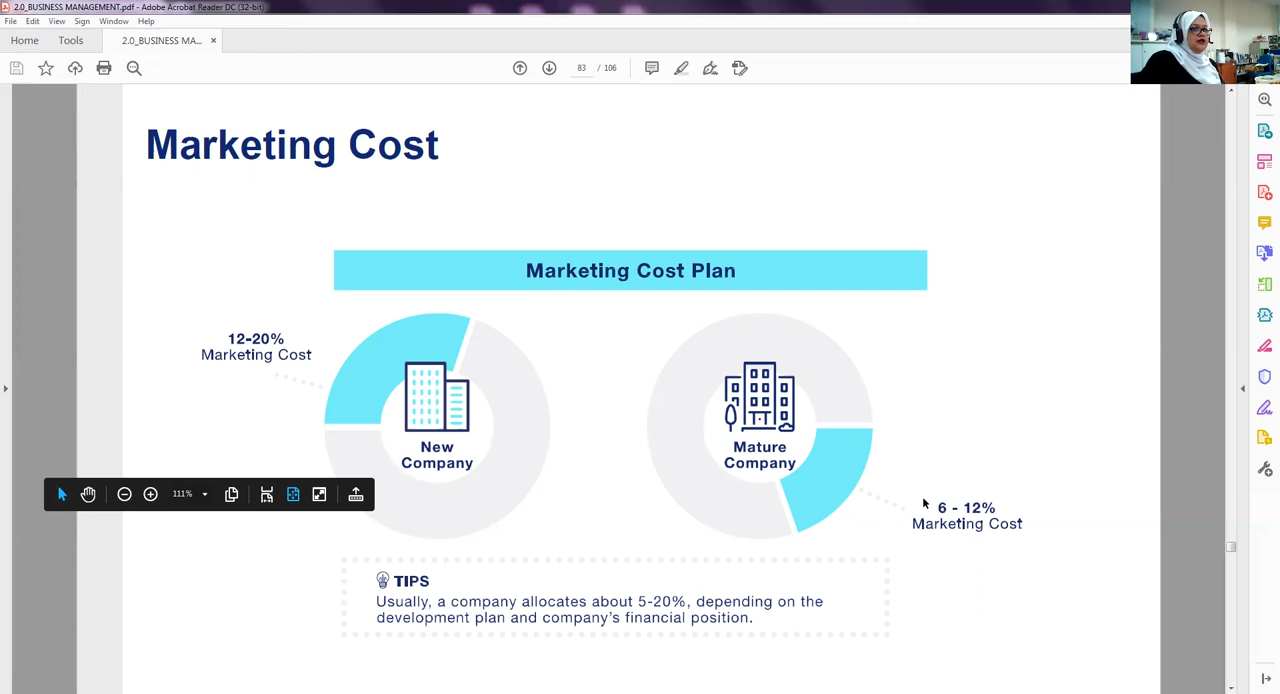 2.0_BUSINESS MANAGEMENT.pdf - Adobe Acrobat Reader DC (32-bit)
File Edit View Sign Window Help
Home Tools 2.0_BUSINESS MA... ×
83 / 106
Marketing Cost
Marketing Cost Plan
12-20%
Marketing Cost
New
Company
Mature
Company
111%
6 - 12%
Marketing Cost
TIPS
Usually, a company allocates about 5-20%, depending on the
development plan and company's financial position.